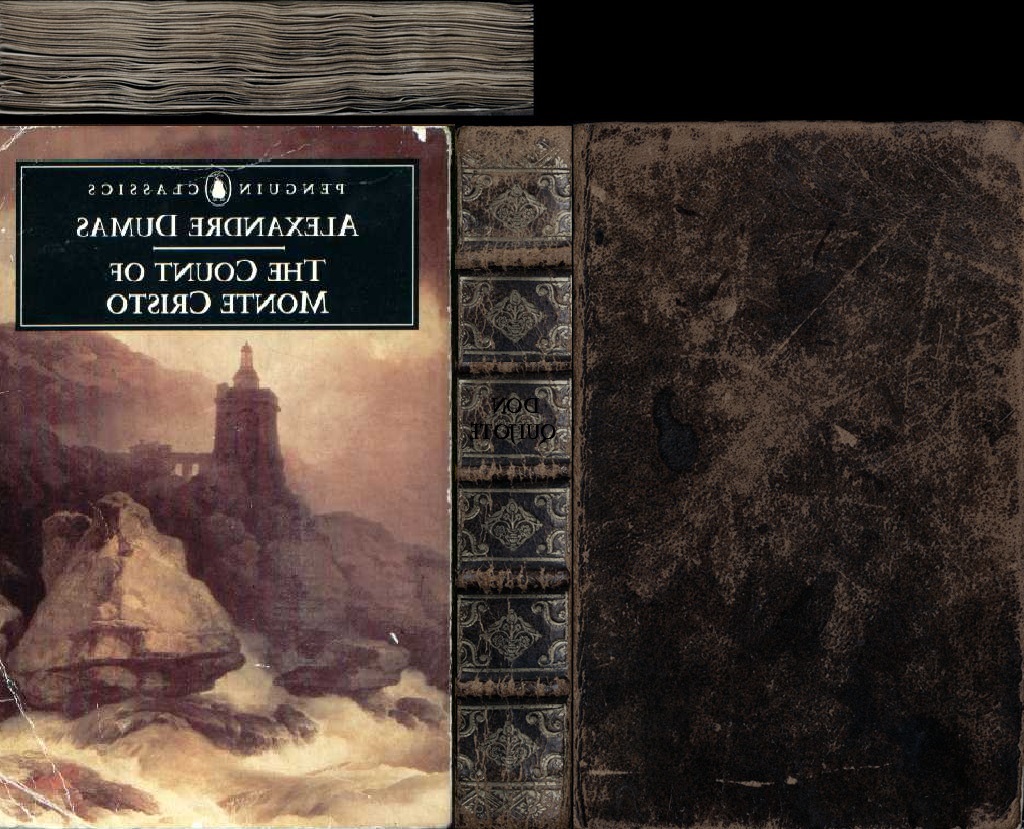 PENGUIN CLASSICS
ALEXANDRE DUMAS
THE COUNT OF
MONTE CRISTO
DON
QUIJOTE